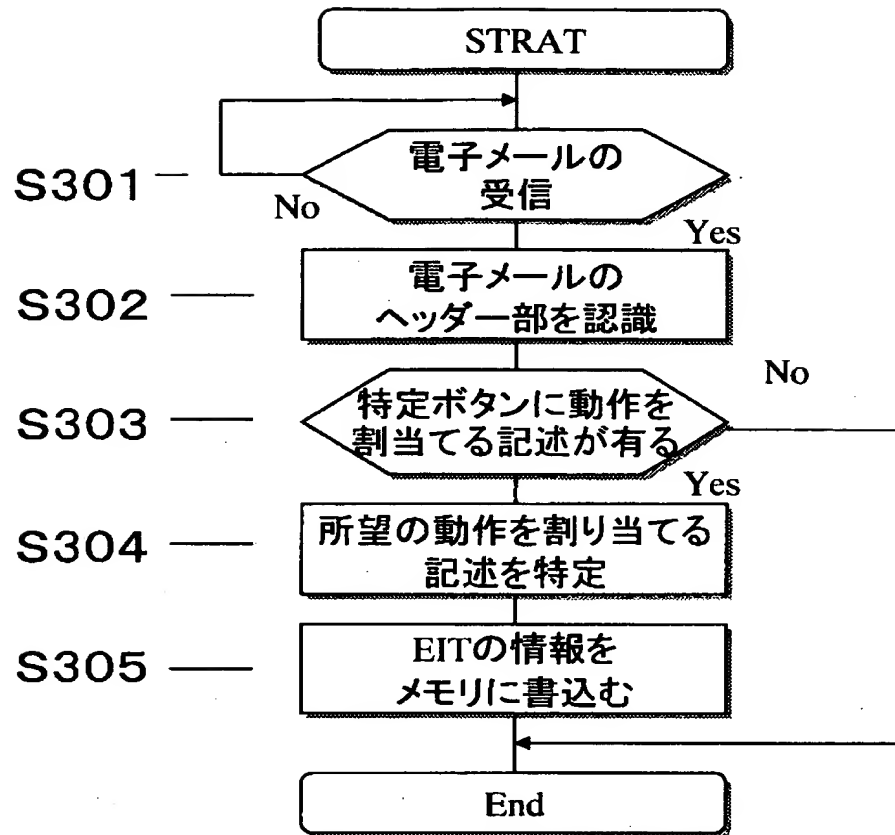 STRAT
S301
電子メールの
受信
No
Yes
S302
電子メールの
ヘッダー部を認識
No
S303
特定ボタンに動作を
割当てる記述が有る
Yes
S304
所望の動作を割り当てる
記述を特定
S305
EITの情報を
メモリに書込む
End